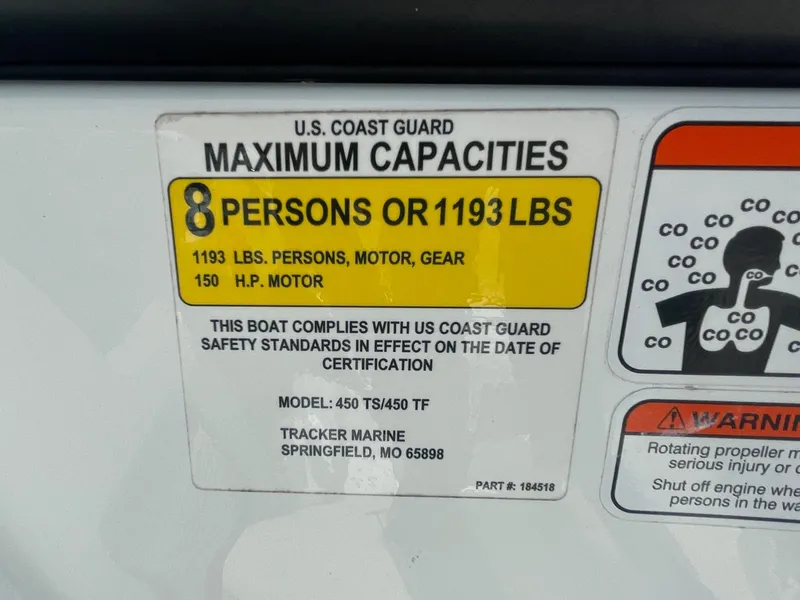 U.S. COAST GUARD
MAXIMUM CAPACITIES
8 PERSONS OR 1193 LBS
1193 LBS. PERSONS, MOTOR, GEAR
150 H.P. MOTOR
THIS BOAT COMPLIES WITH US COAST GUARD
SAFETY STANDARDS IN EFFECT ON THE DATE OF
CERTIFICATION
MODEL: 450 TS/450 TF
TRACKER MARINE
SPRINGFIELD, MO 65898
PART #: 184518
CO CO CO
CO CO
CO CO CO
CO
CO CO
CO CO CO
WARNIN
Rotating propeller m
serious injury or
Shut off engine whe
persons in the wa